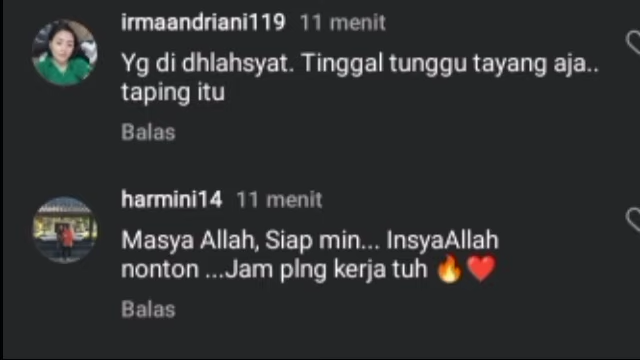 irmaandriani119 11 menit
Yg di dhlahsyat. Tinggal tunggu tayang aja..
taping itu
Balas
harmini14 11 menit
Masya Allah, Siap min... InsyaAllah
nonton ...Jam plng kerja tuh 🔥❤️
Balas